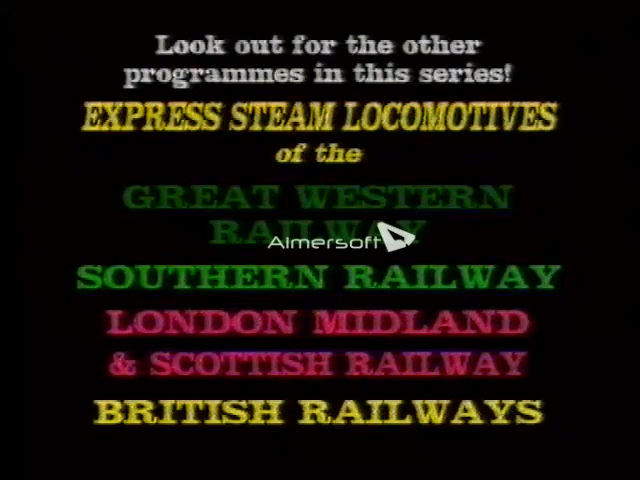 Look out for the other
programmes in this series!
EXPRESS STEAM LOCOMOTIVES
of the
GREAT WESTERN
RAILWAY
Aimersoft
SOUTHERN RAILWAY
LONDON MIDLAND
& SCOTTISH RAILWAY
BRITISH RAILWAYS